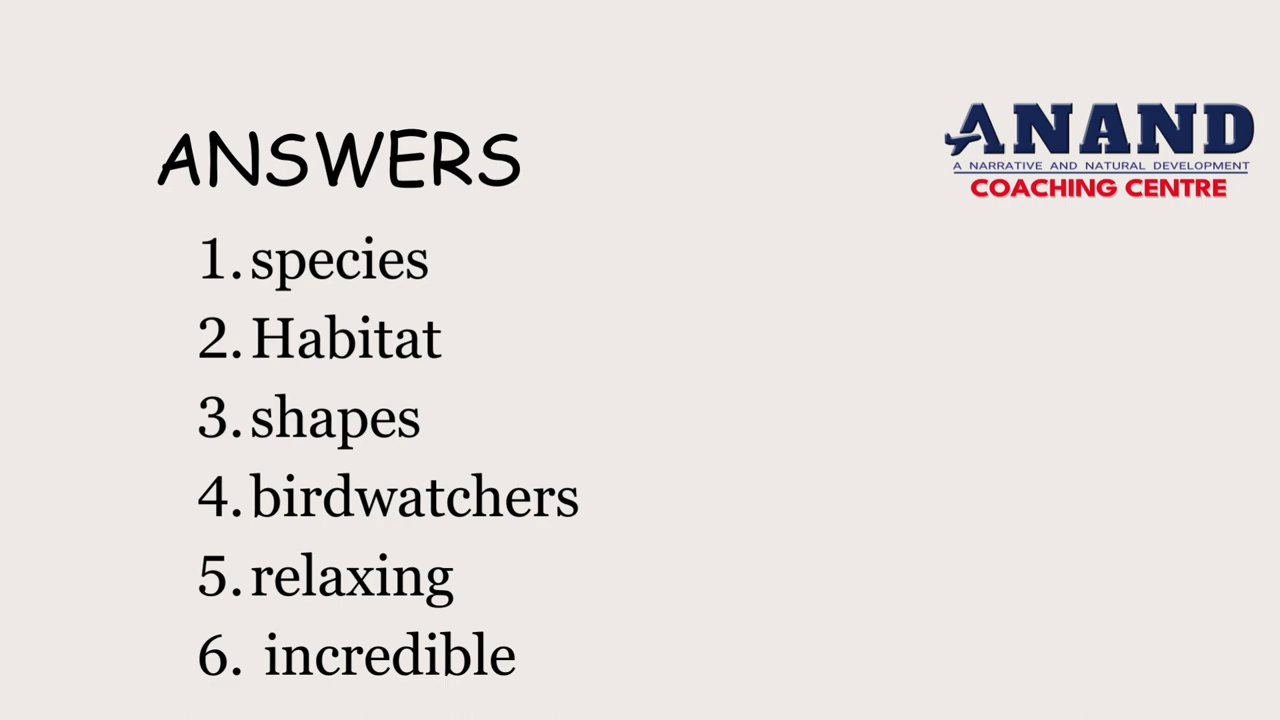 ANAND
A NARRATIVE AND NATURAL DEVELOPMENT
COACHING CENTRE
ANSWERS
1. species
2. Habitat
3. shapes
4. birdwatchers
5. relaxing
6. incredible